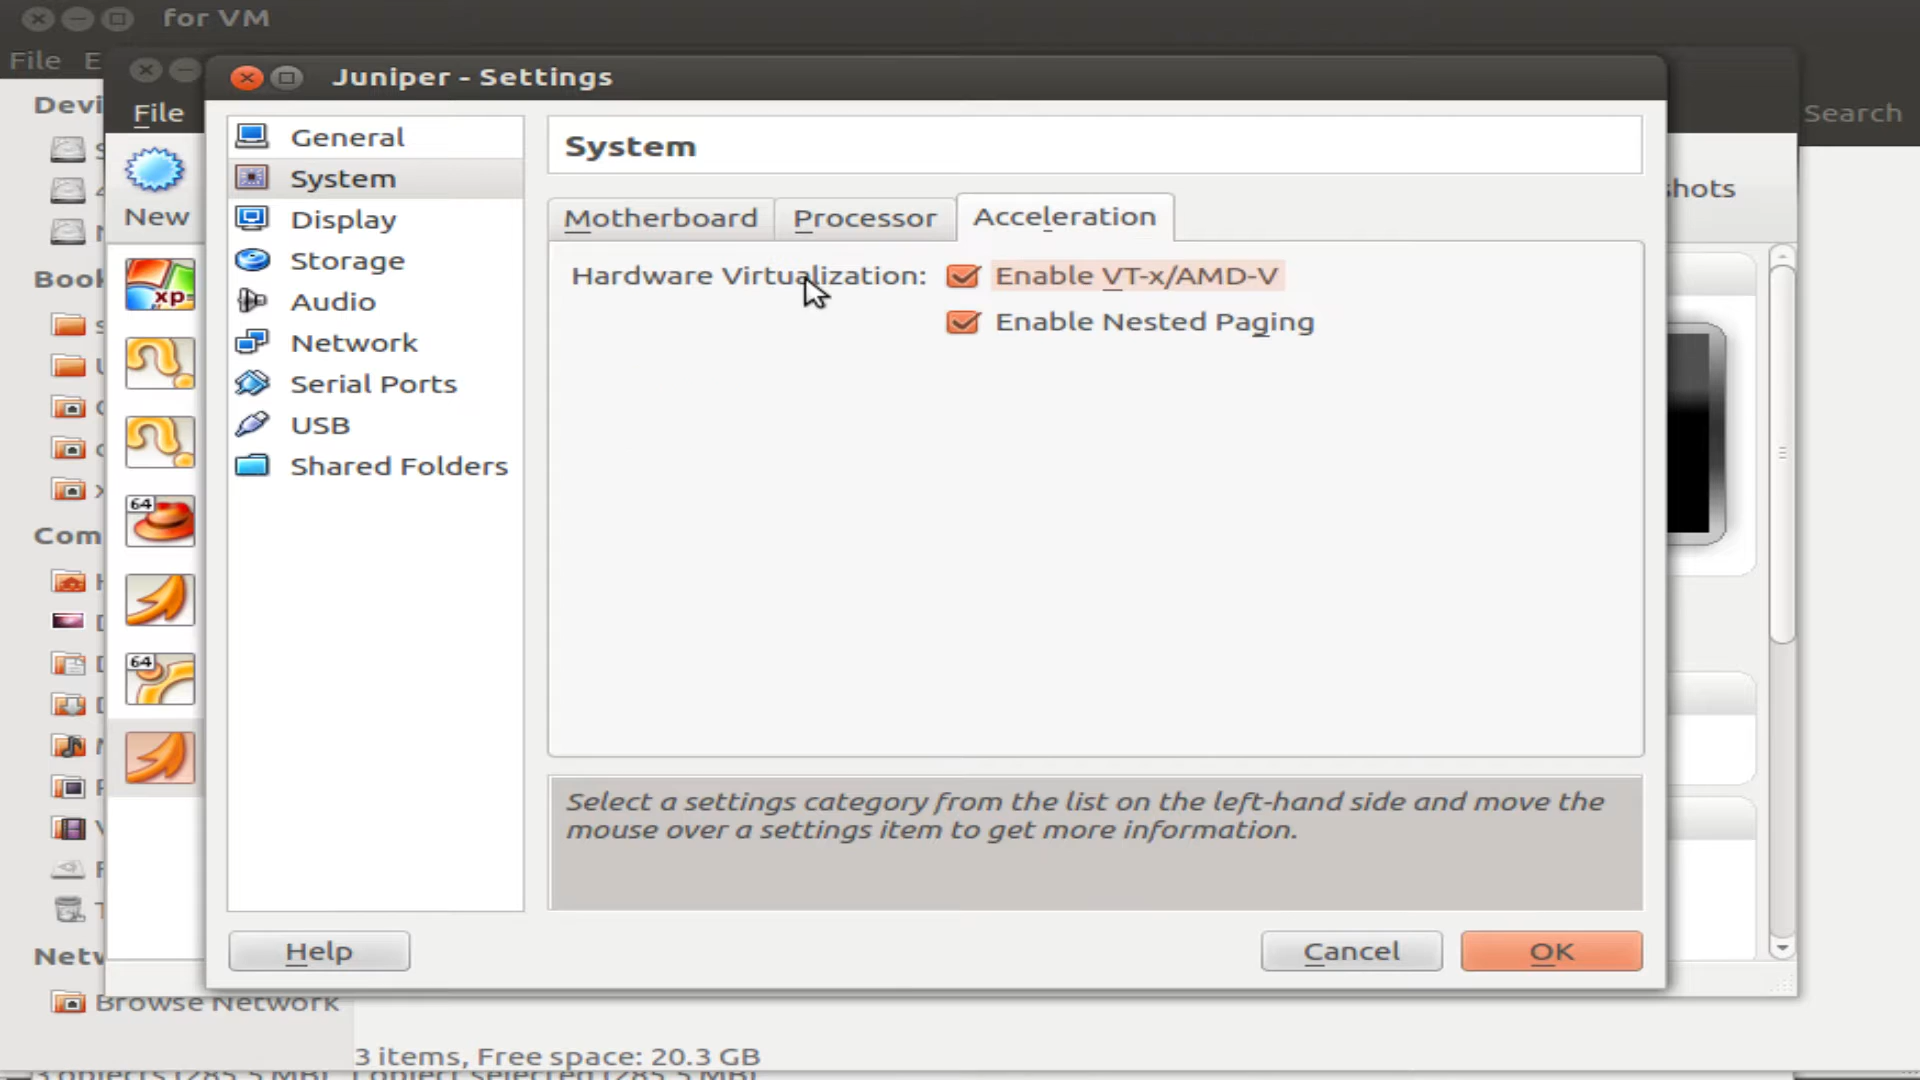 for VM
File
Juniper - Settings
File
Search
New
General
System
Display
Storage
Audio
Network
Serial Ports
USB
Shared Folders
System
Motherboard
Processor
Acceleration
Hardware Virtualization:
Enable VT-x/AMD-V
Enable Nested Paging
xp
64
64
Select a settings category from the list on the left-hand side and move the
mouse over a settings item to get more information.
Help
Cancel
OK
Browse Network
3 items, Free space: 20.3 GB